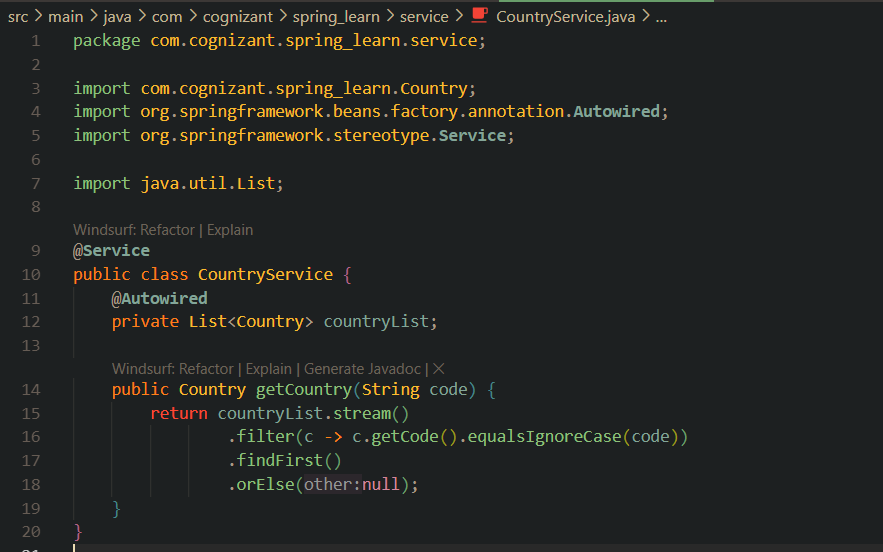 src > main > java > com > cognizant > spring_learn > service > CountryService.java > ...
1 package com.cognizant.spring_learn.service;
2
3 import com.cognizant.spring_learn.Country;
4 import org.springframework.beans.factory.annotation.Autowired;
5 import org.springframework.stereotype.Service;
6
7 import java.util.List;
8
Windsurf: Refactor | Explain
9 @Service
10 public class CountryService {
11 @Autowired
12 private List<Country> countryList;
13
Windsurf: Refactor | Explain | Generate Javadoc | ×
14 public Country getCountry(String code) {
15 return countryList.stream()
16 .filter(c -> c.getCode().equalsIgnoreCase(code))
17 .findFirst()
18 .orElse(other:null);
19 }
20 }
21